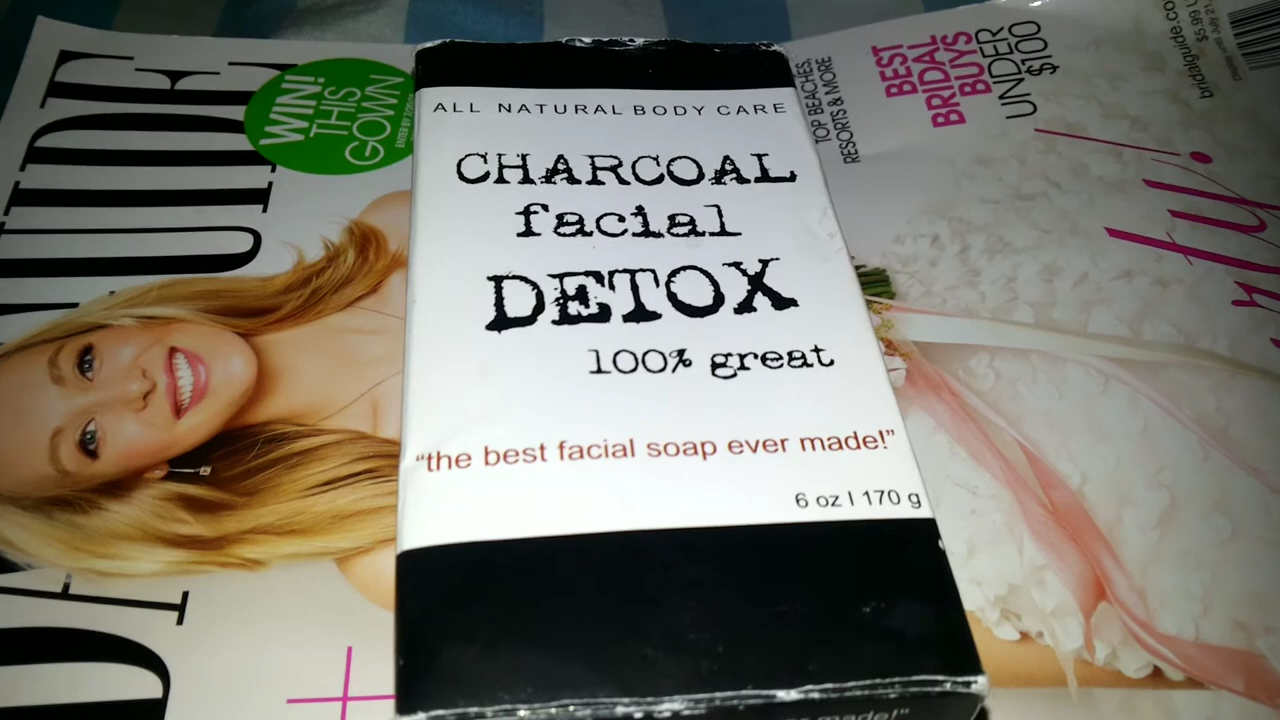 ALL NATURAL BODY CARE
CHARCOAL
facial
DETOX
100% great
“the best facial soap ever made!”
6 oz | 170 g
made!”
WIN!
THIS
GOWN
TOP BEACHES,
RESORTS & MORE
BEST
BRIDAL
BUYS
UNDER
$100
bridalguide.co
$5.99 U